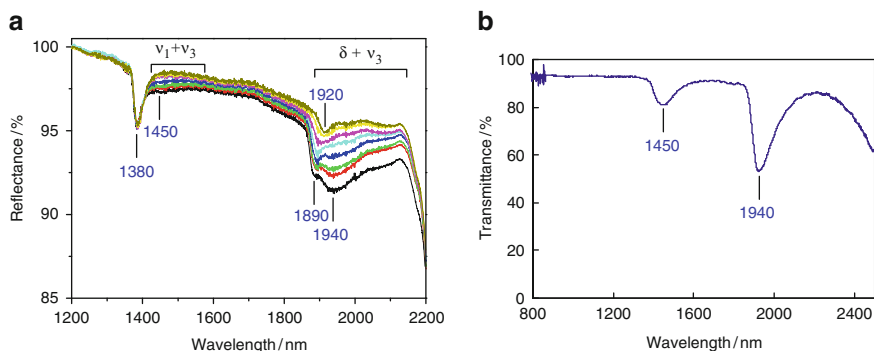 a
ν₁+ν₃
δ + ν₃
1920
1450
1380
1890
1940
100
95
90
85
Reflectance / %
1200 1400 1600 1800 2000 2200
Wavelength / nm
b
1450
1940
100
80
60
40
20
0
Transmittance / %
800 1200 1600 2000 2400
Wavelength / nm